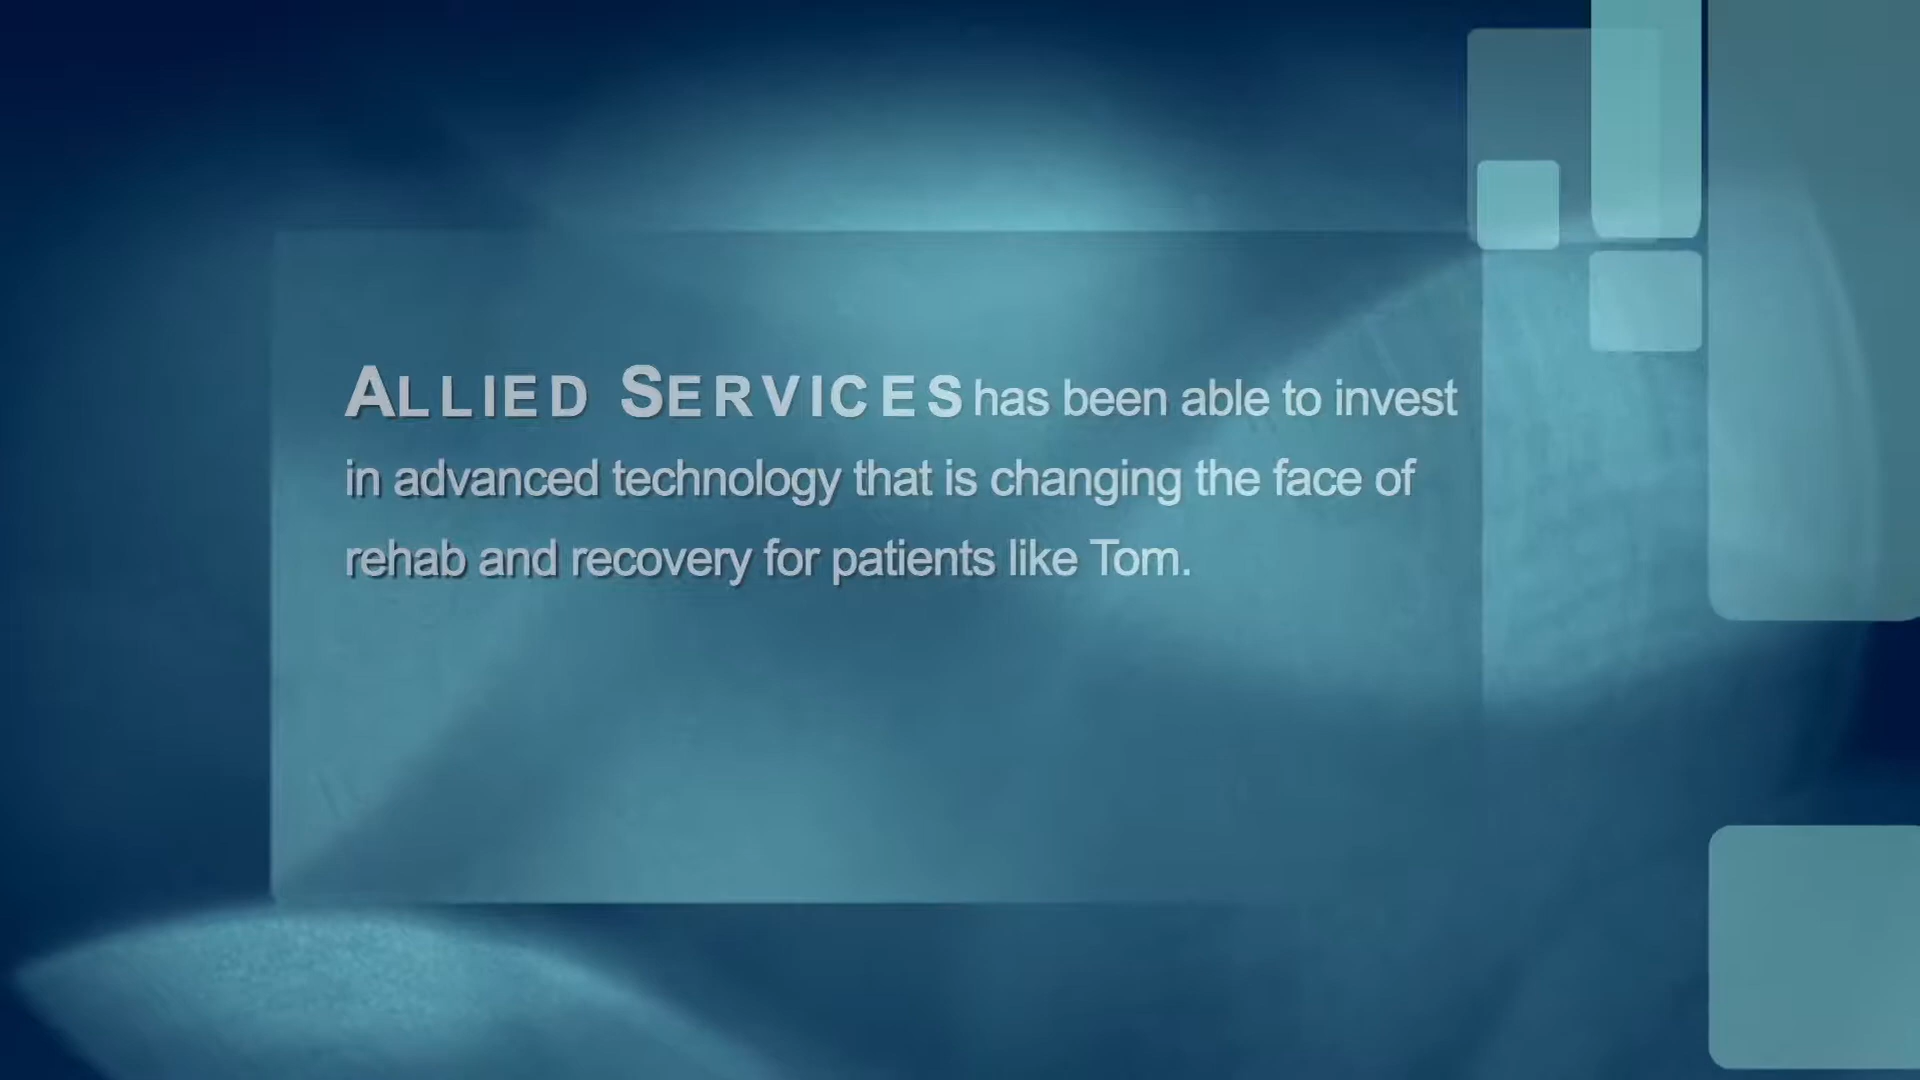 ALLIED SERVICES has been able to invest
in advanced technology that is changing the face of
rehab and recovery for patients like Tom.